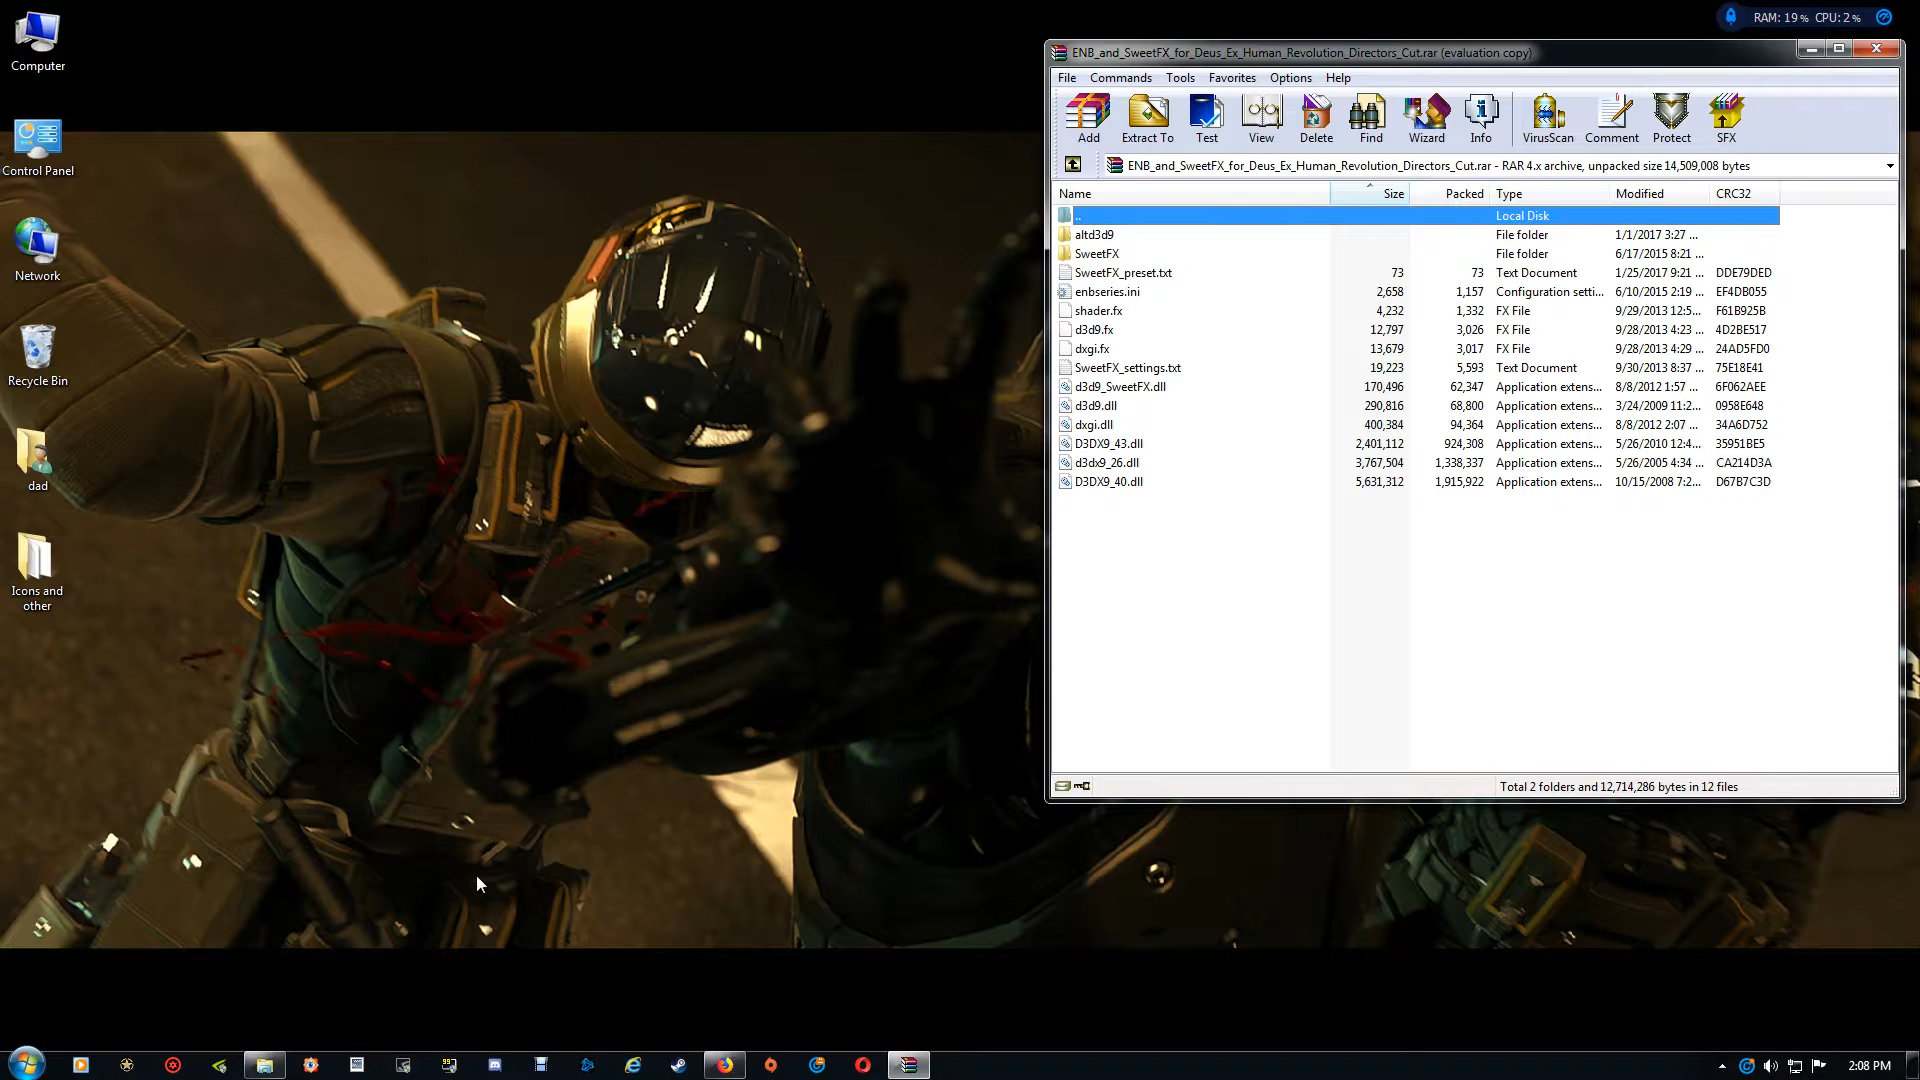 Computer
Control Panel
Network
Recycle Bin
dad
Icons and
other
RAM: 19% CPU: 2%
ENB_and_SweetFX_for_Deus_Ex_Human_Revolution_Directors_Cut.rar (evaluation copy)
File Commands Tools Favorites Options Help
Add Extract To Test View Delete Find Wizard Info VirusScan Comment Protect SFX
ENB_and_SweetFX_for_Deus_Ex_Human_Revolution_Directors_Cut.rar - RAR 4.x archive, unpacked size 14,509,008 bytes
Name Size Packed Type Modified CRC32
.. Local Disk
altd3d9 File folder 1/1/2017 3:27 ...
SweetFX File folder 6/17/2015 8:21 ...
SweetFX_preset.txt 73 73 Text Document 1/25/2017 9:21 ... DDE79DED
enbseries.ini 2,658 1,157 Configuration setti... 6/10/2015 2:19 ... EF4DB055
shader.fx 4,232 1,332 FX File 9/29/2013 12:5... F61B925B
d3d9.fx 12,797 3,026 FX File 9/28/2013 4:23 ... 4D2BE517
dxgi.fx 13,679 3,017 FX File 9/28/2013 4:29 ... 24AD5FD0
SweetFX_settings.txt 19,223 5,593 Text Document 9/30/2013 8:37 ... 75E18E41
d3d9_SweetFX.dll 170,496 62,347 Application extens... 8/8/2012 1:57 ... 6F062AEE
d3d9.dll 290,816 68,800 Application extens... 3/24/2009 11:2... 0958E648
dxgi.dll 400,384 94,364 Application extens... 8/8/2012 2:07 ... 34A6D752
D3DX9_43.dll 2,401,112 924,308 Application extens... 5/26/2010 12:4... 35951BE5
d3dx9_26.dll 3,767,504 1,338,337 Application extens... 5/26/2005 4:34 ... CA214D3A
D3DX9_40.dll 5,631,312 1,915,922 Application extens... 10/15/2008 7:2... D67B7C3D
Total 2 folders and 12,714,286 bytes in 12 files
2:08 PM